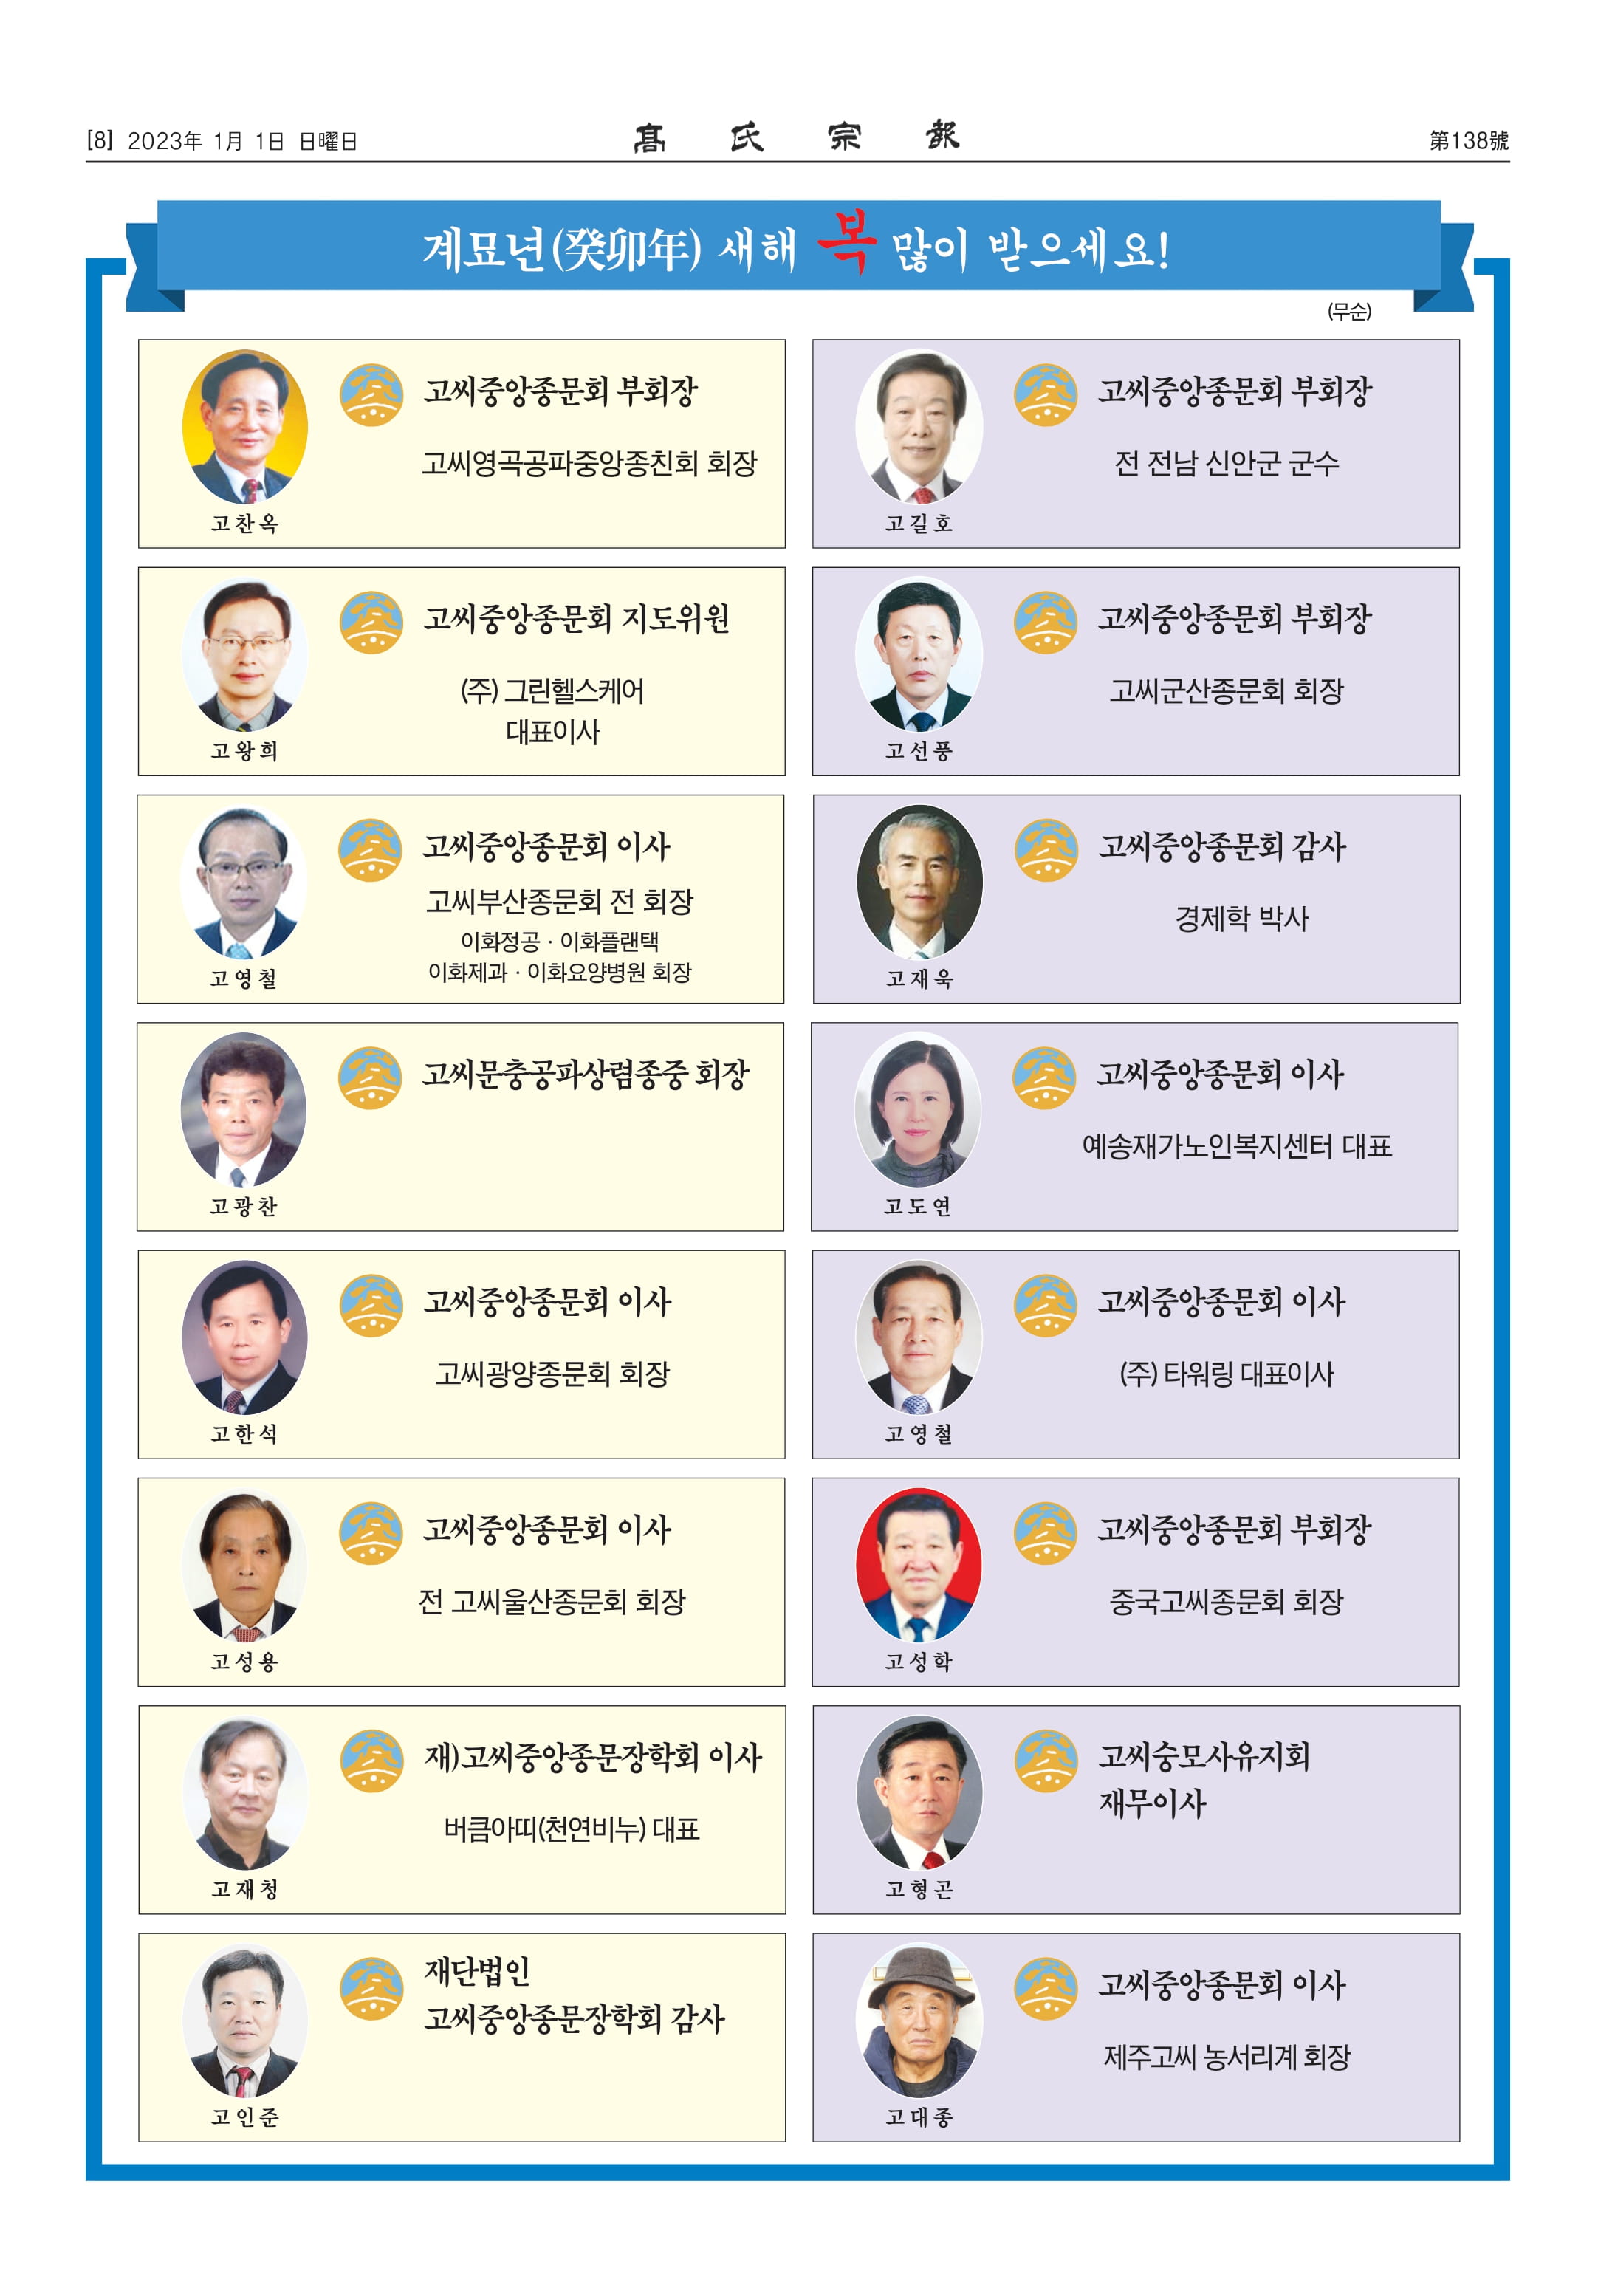 [8] 2023年 1月 1日 日曜日
髙氏宗報
第138號
계묘년(癸卯年) 새해 복 많이 받으세요!
(무순)
고씨중앙종문회 부회장
고씨영곡공파중앙종친회 회장
고찬옥
고씨중앙종문회 부회장
전 전남 신안군 군수
고길호
고씨중앙종문회 지도위원
(주) 그린헬스케어
대표이사
고왕희
고씨중앙종문회 부회장
고씨군산종문회 회장
고선풍
고씨중앙종문회 이사
고씨부산종문회 전 회장
이화정공 · 이화플랜택
이화제과 · 이화요양병원 회장
고영철
고씨중앙종문회 감사
경제학 박사
고재욱
고씨문충공파상렴종중 회장
고광찬
고씨중앙종문회 이사
예송재가노인복지센터 대표
고도연
고씨중앙종문회 이사
고씨광양종문회 회장
고한석
고씨중앙종문회 이사
(주) 타워링 대표이사
고영철
고씨중앙종문회 이사
전 고씨울산종문회 회장
고성용
고씨중앙종문회 부회장
중국고씨종문회 회장
고성학
재)고씨중앙종문장학회 이사
버큼아띠(천연비누) 대표
고재청
고씨숭모사유지회
재무이사
고형곤
재단법인
고씨중앙종문장학회 감사
고인준
고씨중앙종문회 이사
제주고씨 농서리계 회장
고대종